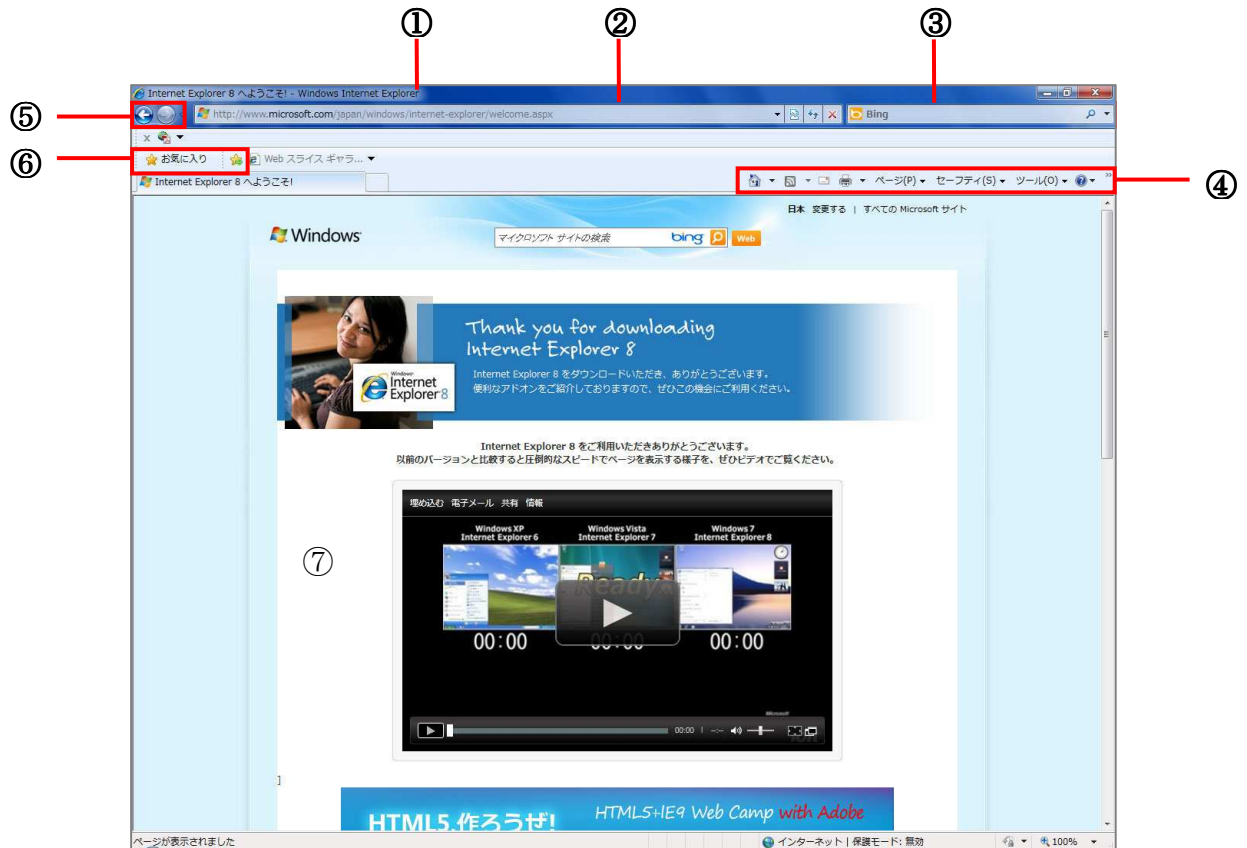 ① ② ③
Internet Explorer 8 へようこそ! - Windows Internet Explorer
⑤
http://www.microsoft.com/japan/windows/internet-explorer/welcome.aspx
Bing
x
⑥
お気に入り
Web スライス ギャラ...
Internet Explorer 8 へようこそ!
ページ(P) セーフティ(S) ツール(O)
④
日本 変更する | すべての Microsoft サイト
Windows
マイクロソフト サイトの検索
bing
Web
Thank you for downloading
Internet Explorer 8
Internet Explorer 8 をダウンロードいただき、ありがとうございます。
便利なアドオンをご紹介しておりますので、ぜひこの機会にご利用ください。
Windows
Internet
Explorer 8
Internet Explorer 8 をご利用いただきありがとうございます。
以前のバージョンと比較すると圧倒的なスピードでページを表示する様子を、ぜひビデオでご覧ください。
埋め込む 電子メール 共有 情報
Windows XP
Internet Explorer 6
Windows Vista
Internet Explorer 7
Windows 7
Internet Explorer 8
⑦
Ready
00:00 00:00 00:00
Microsoft
00:00 | --:--
]
HTML5.作ろうぜ!
HTML5+IE9 Web Camp with Adobe
ページが表示されました
インターネット | 保護モード: 無効
100%